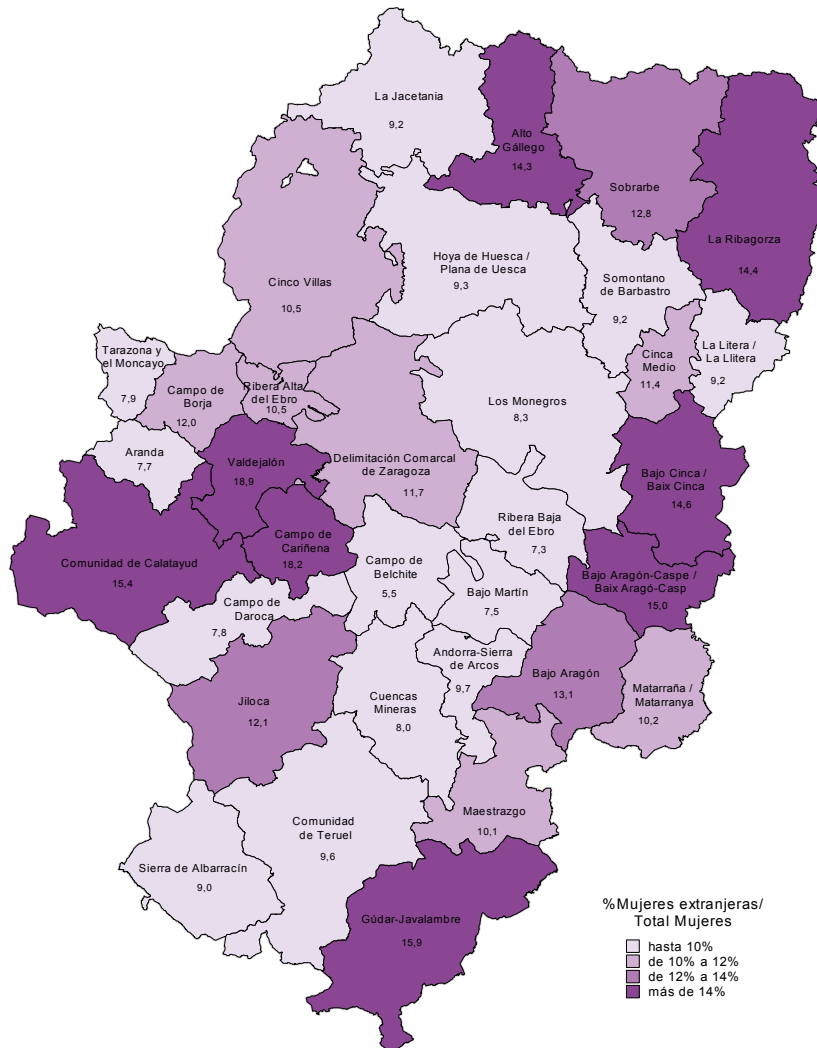 La Jacetania
9,2
Alto
Gállego
14,3
Sobrarbe
12,8
La Ribagorza
14,4
Hoya de Huesca /
Plana de Uesca
9,3
Cinco Villas
10,5
Somontano
de Barbastro
9,2
La Litera /
La Llitera
9,2
Cinca
Medio
11,4
Tarazona y
el Moncayo
7,9
Campo de
Borja
12,0
Ribera Alta
del Ebro
10,5
Los Monegros
8,3
Aranda
7,7
Valdejalón
18,9
Delimitación Comarcal
de Zaragoza
11,7
Bajo Cinca /
Baix Cinca
14,6
Ribera Baja
del Ebro
7,3
Comunidad de Calatayud
15,4
Campo de
Cariñena
18,2
Campo de
Belchite
5,5
Bajo Martín
7,5
Bajo Aragón-Caspe /
Baix Aragó-Casp
15,0
Campo de
Daroca
7,8
Andorra-Sierra
de Arcos
9,7
Bajo Aragón
13,1
Matarraña /
Matarranya
10,2
Jiloca
12,1
Cuencas
Mineras
8,0
Maestrazgo
10,1
Comunidad
de Teruel
9,6
Sierra de Albarracín
9,0
Gúdar-Javalambre
15,9
%Mujeres extranjeras/
Total Mujeres
hasta 10%
de 10% a 12%
de 12% a 14%
más de 14%